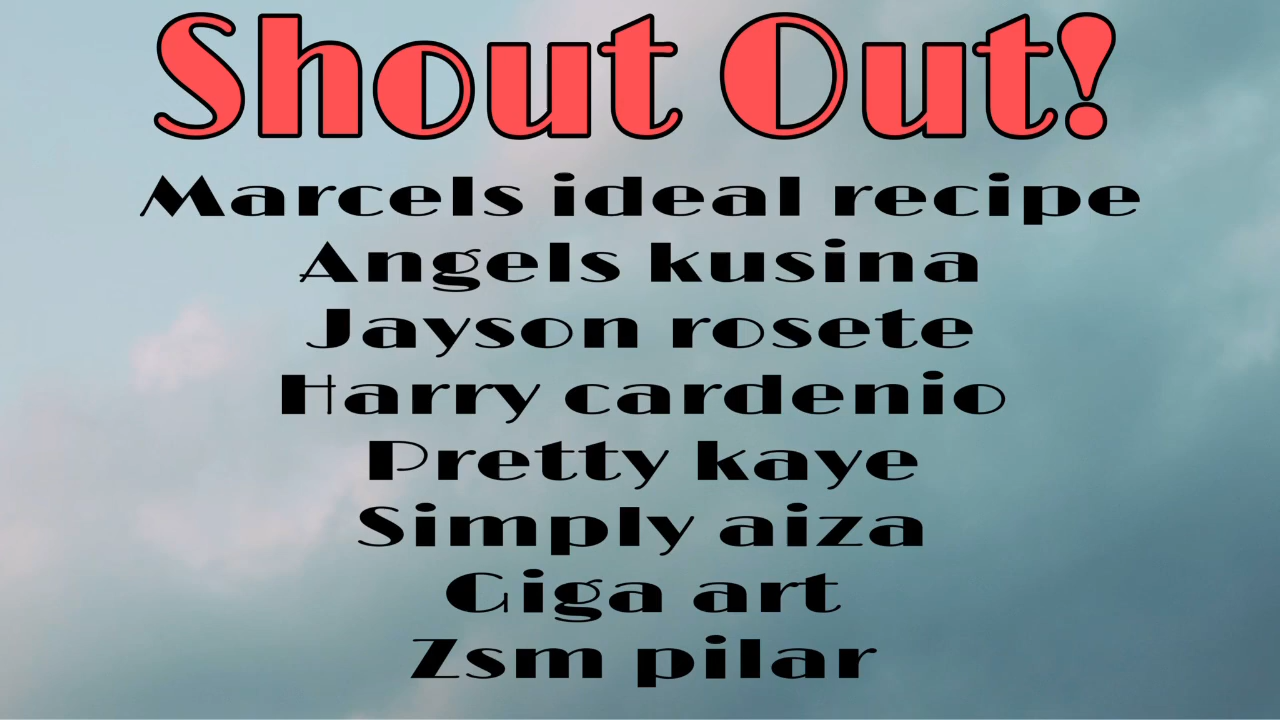 Shout Out!
Marcels ideal recipe
Angels kusina
Jayson rosete
Harry cardenio
Pretty kaye
Simply aiza
Giga art
Zsm pilar